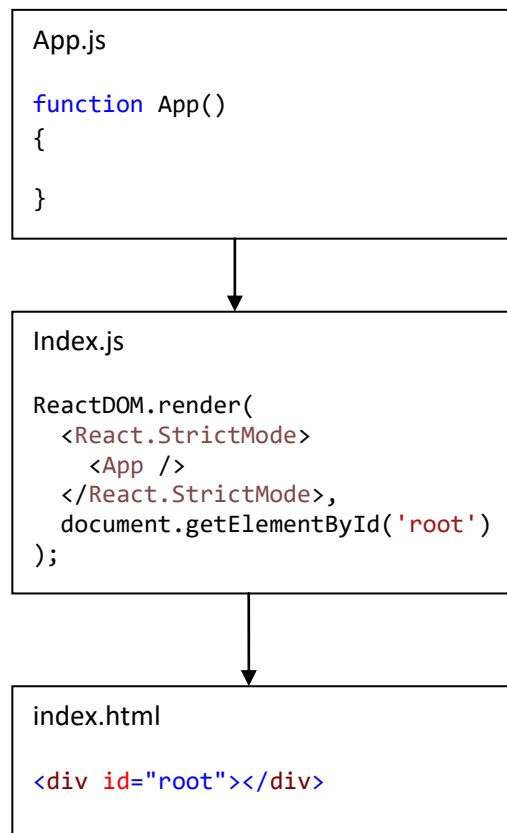 App.js
function App()
{
}
Index.js
ReactDOM.render(
  <React.StrictMode>
    <App />
  </React.StrictMode>,
  document.getElementById('root')
);
index.html
<div id="root"></div>